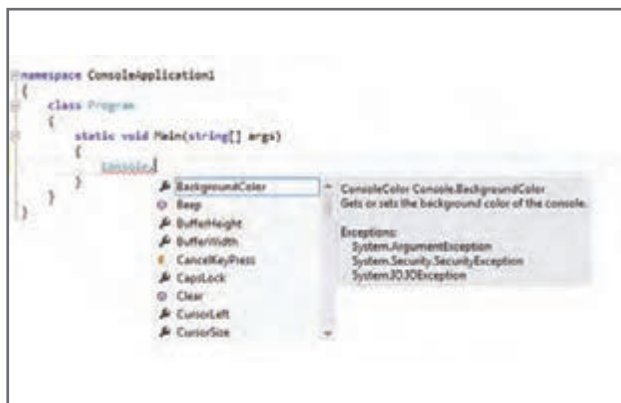 namespace ConsoleApplication1
{
class Program
{
static void Main(string[] args)
{
Console.
}
}
}
BackgroundColor
Beep
BufferHeight
BufferWidth
CancelKeyPress
CapsLock
Clear
CursorLeft
CursorSize
ConsoleColor Console.BackgroundColor
Gets or sets the background color of the console.
Exceptions:
System.ArgumentException
System.Security.SecurityException
System.IO.IOException